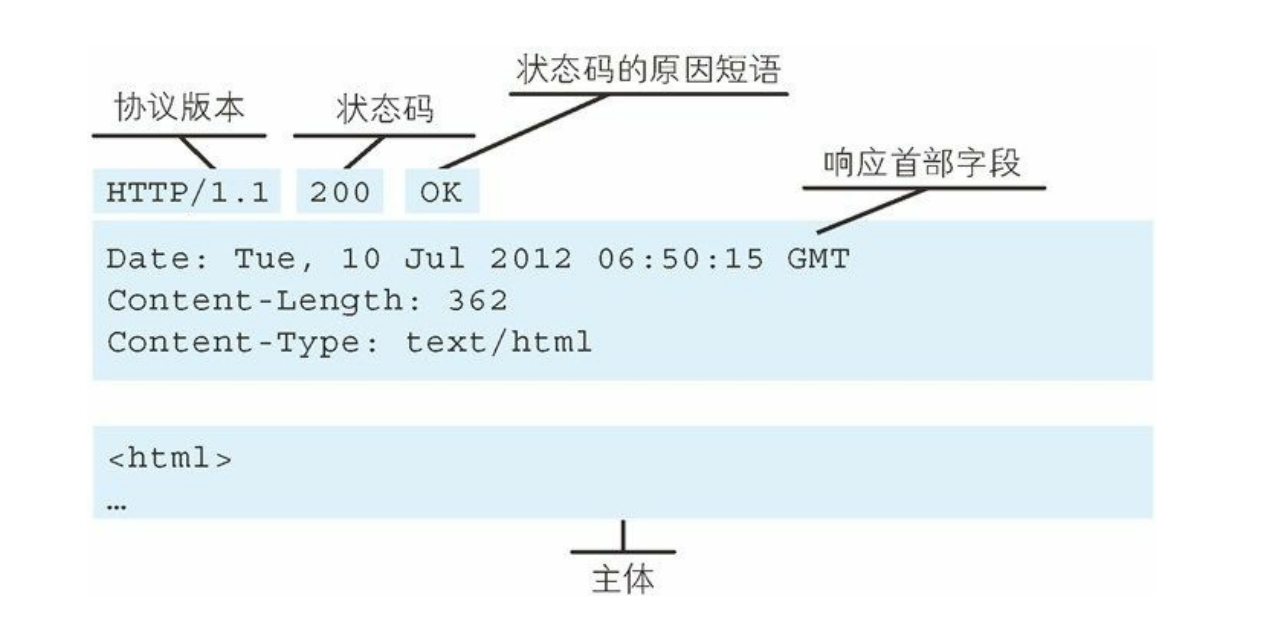 状态码的原因短语
协议版本 状态码
响应首部字段
HTTP/1.1 200 OK
Date: Tue, 10 Jul 2012 06:50:15 GMT
Content-Length: 362
Content-Type: text/html
<html>
…
主体